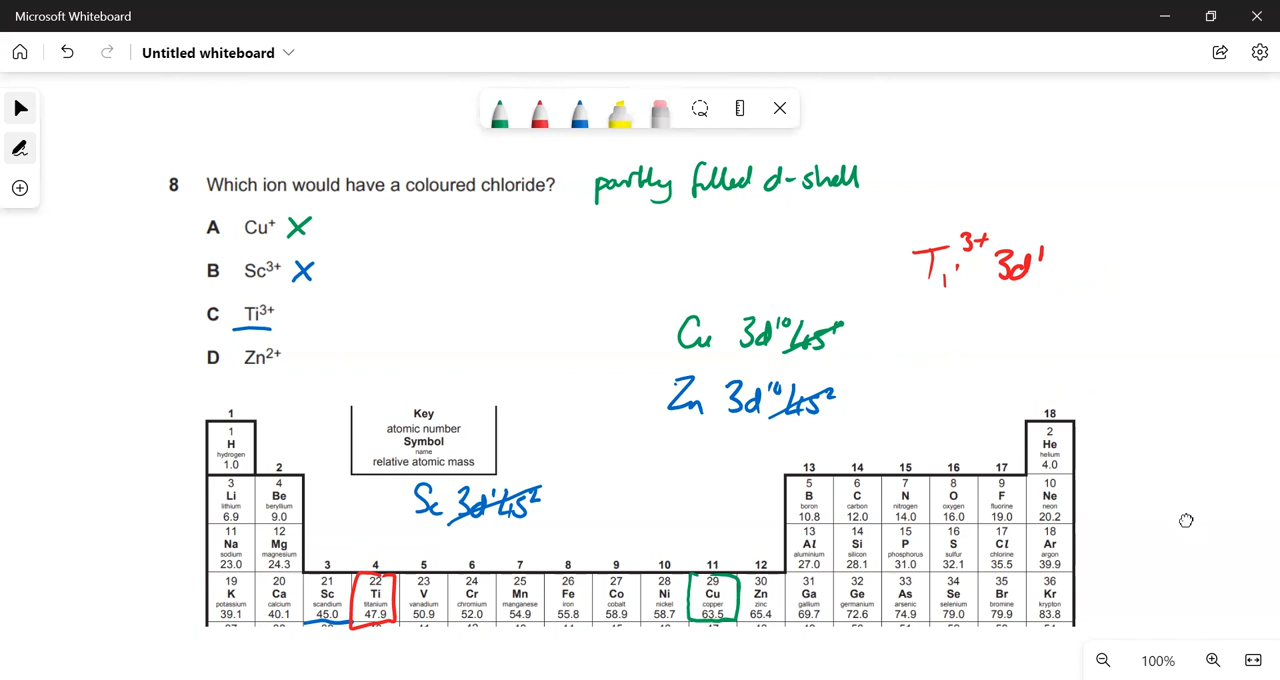 Microsoft Whiteboard
Untitled whiteboard
8 Which ion would have a coloured chloride? partly filled d-shell
A Cu⁺ ×
B Sc³⁺ ×
C Ti³⁺
D Zn²⁺
Ti³⁺ 3d¹
Cu 3d¹⁰4s¹
Zn 3d¹⁰4s²
Sc 3d¹4s²
Key
atomic number
Symbol
name
relative atomic mass
1 2 3 4 5 6 7 8 9 10 11 12 13 14 15 16 17 18
1 H hydrogen 1.0
2 He helium 4.0
3 Li lithium 6.9
4 Be beryllium 9.0
5 B boron 10.8
6 C carbon 12.0
7 N nitrogen 14.0
8 O oxygen 16.0
9 F fluorine 19.0
10 Ne neon 20.2
11 Na sodium 23.0
12 Mg magnesium 24.3
13 Al aluminium 27.0
14 Si silicon 28.1
15 P phosphorus 31.0
16 S sulfur 32.1
17 Cl chlorine 35.5
18 Ar argon 39.9
19 K potassium 39.1
20 Ca calcium 40.1
21 Sc scandium 45.0
22 Ti titanium 47.9
23 V vanadium 50.9
24 Cr chromium 52.0
25 Mn manganese 54.9
26 Fe iron 55.8
27 Co cobalt 58.9
28 Ni nickel 58.7
29 Cu copper 63.5
30 Zn zinc 65.4
31 Ga gallium 69.7
32 Ge germanium 72.6
33 As arsenic 74.9
34 Se selenium 79.0
35 Br bromine 79.9
36 Kr krypton 83.8
100%